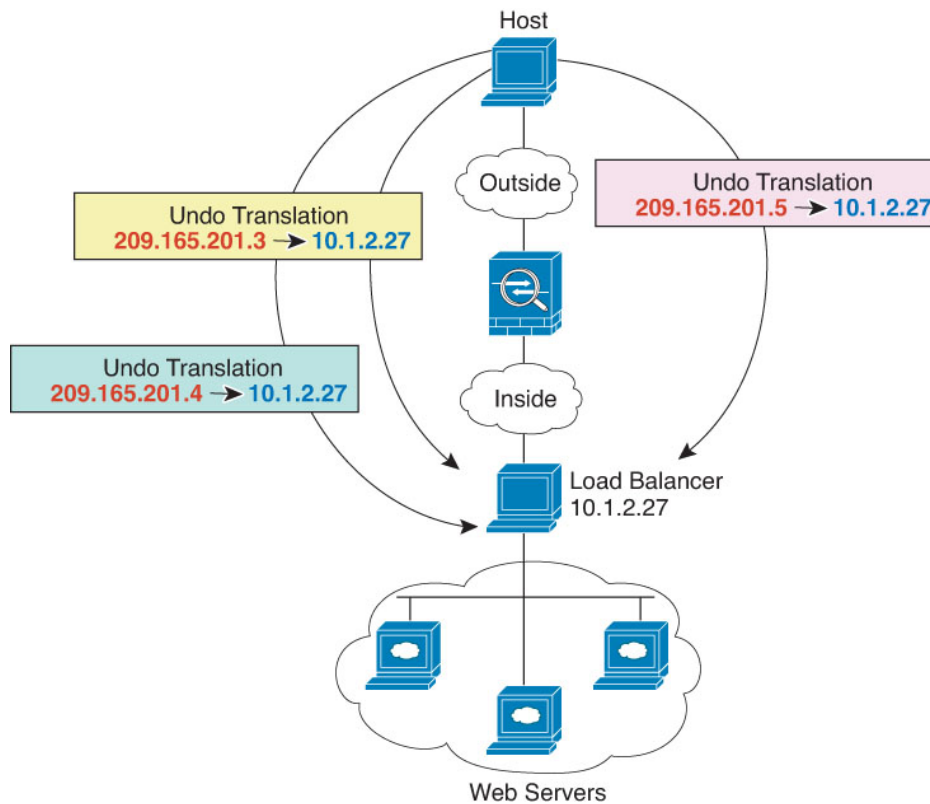 Host
Outside
Undo Translation
209.165.201.5 → 10.1.2.27
Undo Translation
209.165.201.3 → 10.1.2.27
Undo Translation
209.165.201.4 → 10.1.2.27
Inside
Load Balancer
10.1.2.27
Web Servers